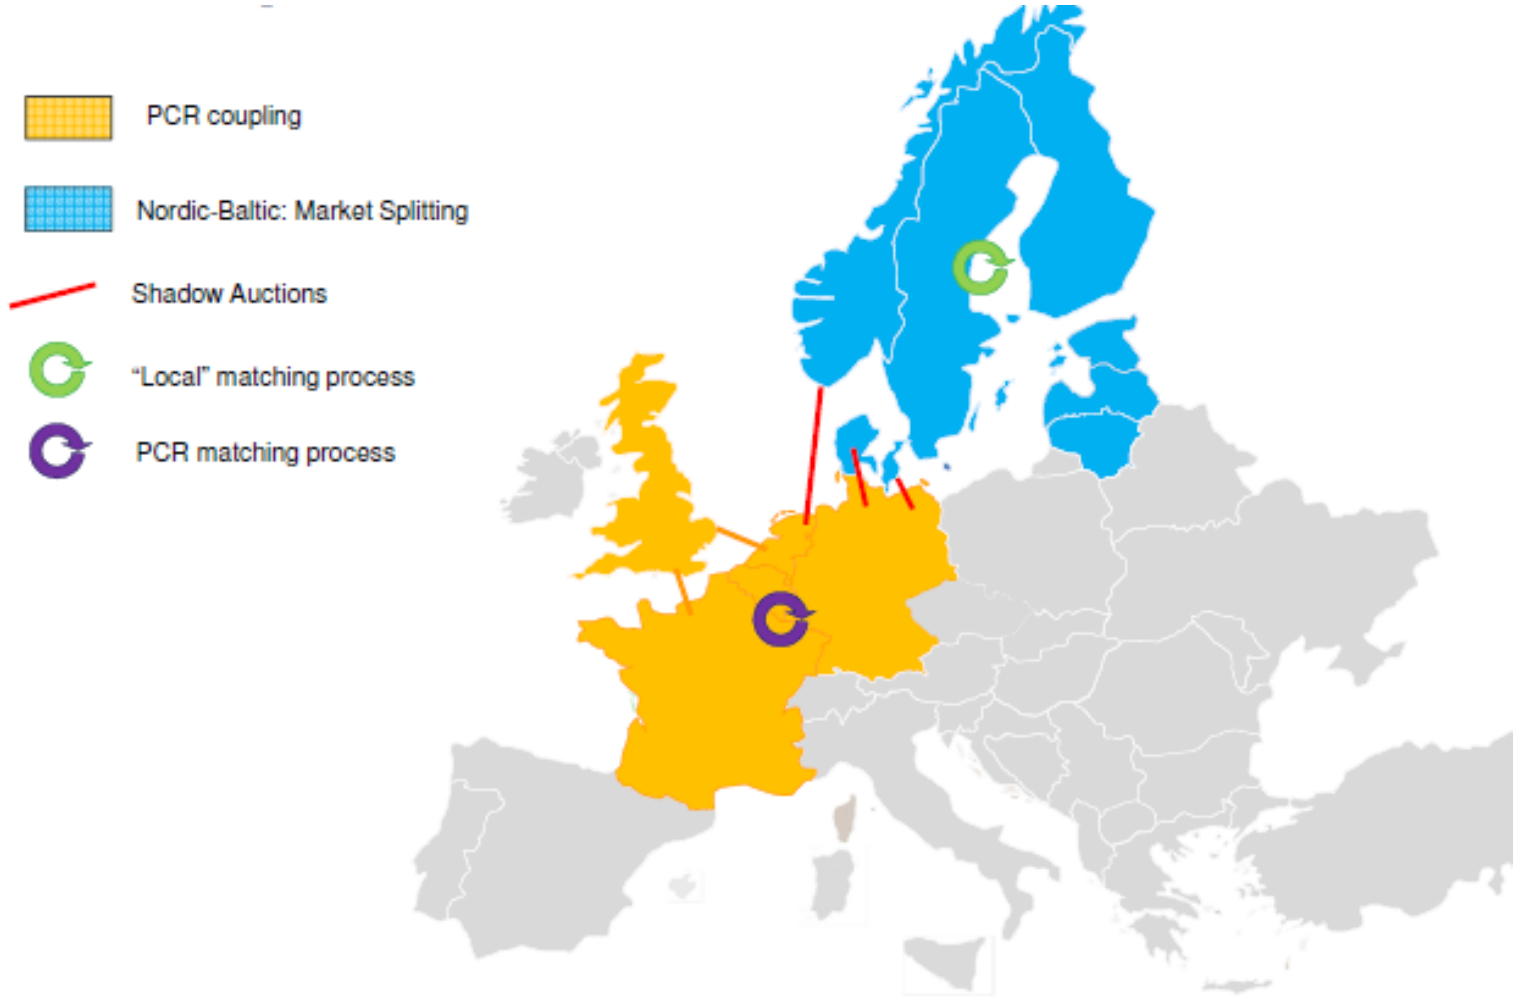 PCR coupling
Nordic-Baltic: Market Splitting
Shadow Auctions
“Local” matching process
PCR matching process